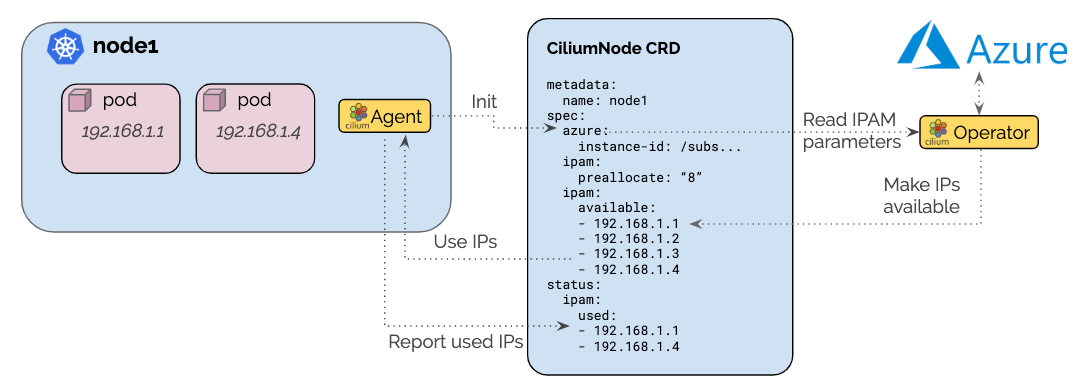 node1
pod
192.168.1.1
pod
192.168.1.4
cilium Agent
Init
CiliumNode CRD
metadata:
  name: node1
spec:
  azure:
    instance-id: /subs...
  ipam:
    preallocate: “8”
  ipam:
    available:
    - 192.168.1.1
    - 192.168.1.2
    - 192.168.1.3
    - 192.168.1.4
status:
  ipam:
    used:
    - 192.168.1.1
    - 192.168.1.4
Azure
Read IPAM
parameters
cilium Operator
Make IPs
available
Use IPs
Report used IPs